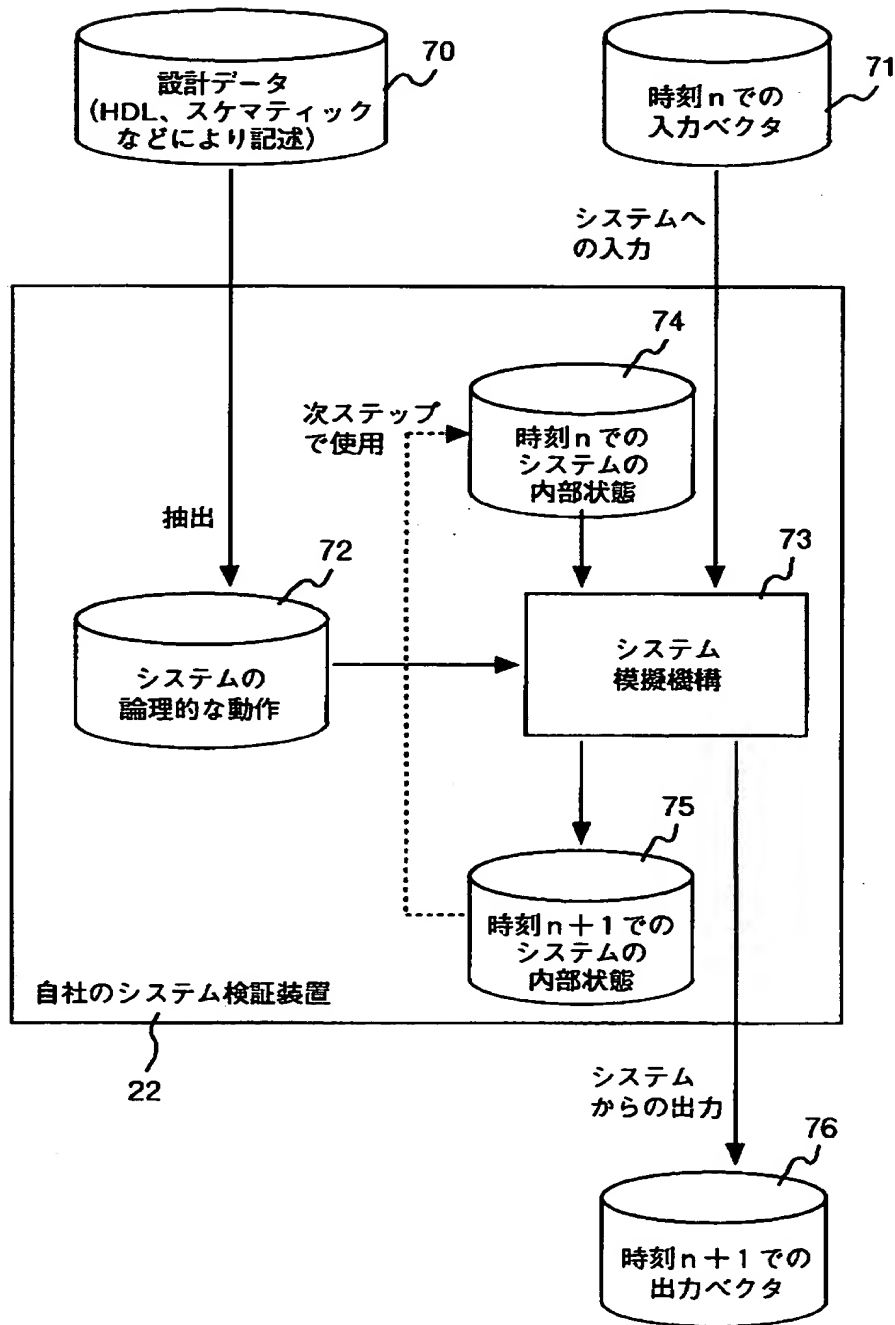 設計データ
(HDL、スケマティック
などにより記述)
70
時刻nでの
入力ベクタ
71
システムへ
の入力
74
次ステップ
で使用
時刻nでの
システムの
内部状態
抽出
72
73
システムの
論理的な動作
システム
模擬機構
75
時刻n+1での
システムの
内部状態
自社のシステム検証装置
22
システム
からの出力
76
時刻n+1での
出力ベクタ